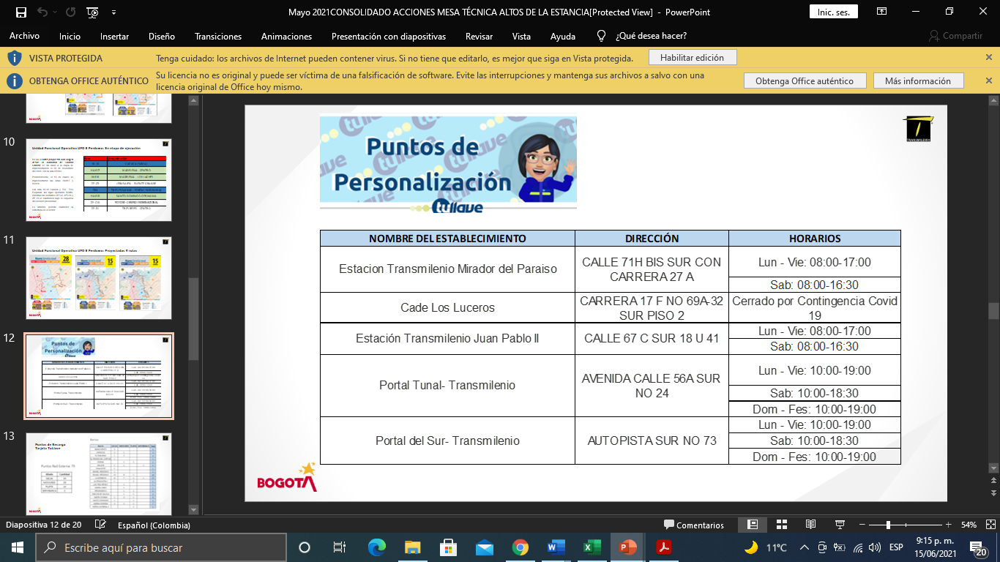 Mayo 2021CONSOLIDADO ACCIONES MESA TÉCNICA ALTOS DE LA ESTANCIA[Protected View] - PowerPoint
Inic. ses.
Archivo Inicio Insertar Diseño Transiciones Animaciones Presentación con diapositivas Revisar Vista Ayuda ¿Qué desea hacer? Compartir
VISTA PROTEGIDA Tenga cuidado: los archivos de Internet pueden contener virus. Si no tiene que editarlo, es mejor que siga en Vista protegida. Habilitar edición
OBTENGA OFFICE AUTÉNTICO Su licencia no es original y puede ser víctima de una falsificación de software. Evite las interrupciones y mantenga sus archivos a salvo con una
licencia original de Office hoy mismo. Obtenga Office auténtico Más información
10
Unidad Funcional Operativa UFO 8 Perdomo: En etapa de ejecución
11
Unidad Funcional Operativa UFO 8 Perdomo: Proyectadas 9 rutas
28
15
15
12
Puntos de
Personalización
13
Puntos de Recarga
Tarjeta TuLlave
Puntos de
Personalización
tullave
TRANSMILENIO
NOMBRE DEL ESTABLECIMIENTO DIRECCIÓN HORARIOS
Estacion Transmilenio Mirador del Paraiso CALLE 71H BIS SUR CON
CARRERA 27 A
Lun - Vie: 08:00-17:00
Sab: 08:00-16:30
Cade Los Luceros CARRERA 17 F NO 69A-32
SUR PISO 2
Cerrado por Contingencia Covid
19
Estación Transmilenio Juan Pablo II CALLE 67 C SUR 18 U 41
Lun - Vie: 08:00-17:00
Sab: 08:00-16:30
Portal Tunal- Transmilenio AVENIDA CALLE 56A SUR
NO 24
Lun - Vie: 10:00-19:00
Sab: 10:00-18:30
Dom - Fes: 10:00-19:00
Portal del Sur- Transmilenio AUTOPISTA SUR NO 73
Lun - Vie: 10:00-19:00
Sab: 10:00-18:30
Dom - Fes: 10:00-19:00
BOGOTÁ
Diapositiva 12 de 20 Español (Colombia) Comentarios 54%
Escribe aquí para buscar
11°C
ESP
9:15 p. m.
15/06/2021
20